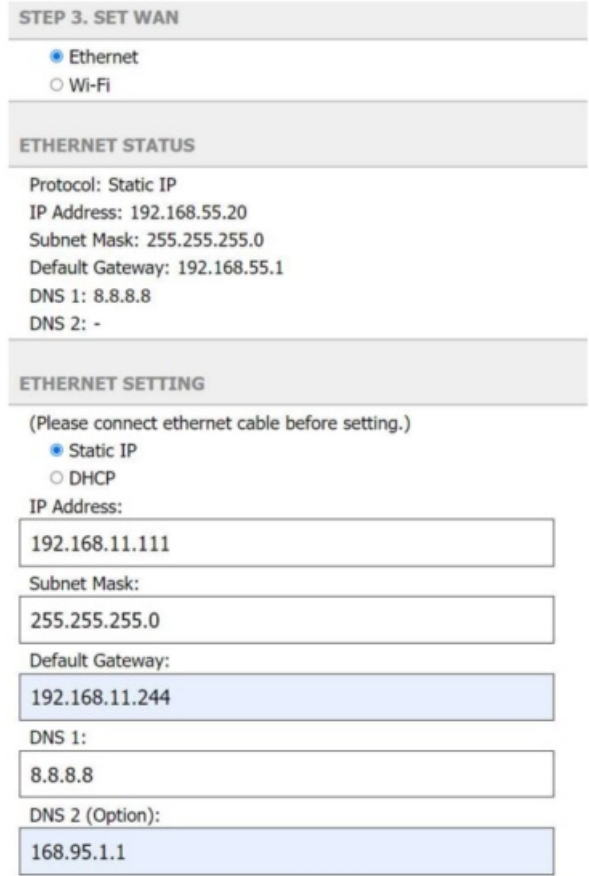 STEP 3. SET WAN
Ethernet
Wi-Fi
ETHERNET STATUS
Protocol: Static IP
IP Address: 192.168.55.20
Subnet Mask: 255.255.255.0
Default Gateway: 192.168.55.1
DNS 1: 8.8.8.8
DNS 2: -
ETHERNET SETTING
(Please connect ethernet cable before setting.)
Static IP
DHCP
IP Address:
192.168.11.111
Subnet Mask:
255.255.255.0
Default Gateway:
192.168.11.244
DNS 1:
8.8.8.8
DNS 2 (Option):
168.95.1.1